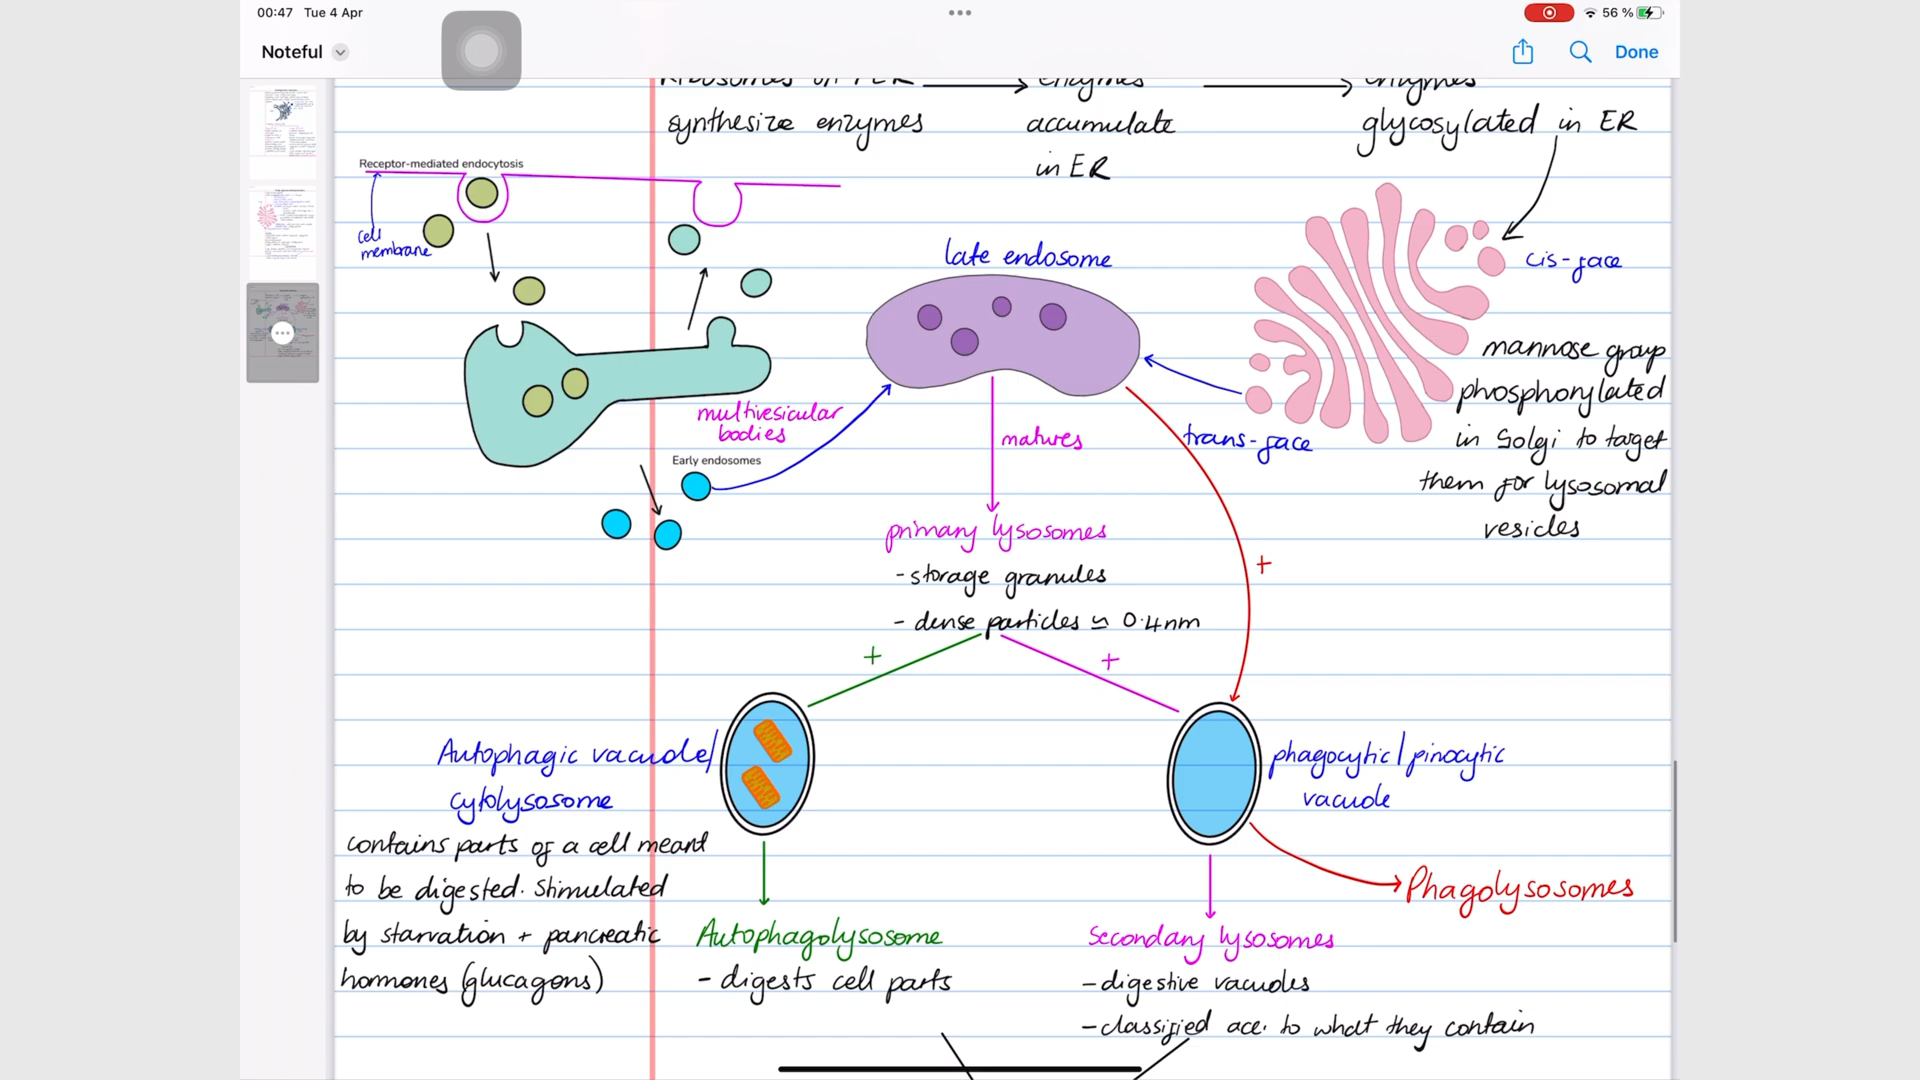 00:47 Tue 4 Apr
56 %
Noteful
Done
synthesize enzymes
accumulate
in ER
glycosylated in ER
Receptor-mediated endocytosis
cell
membrane
late endosome
cis-face
mannose group
phosphorylated
in Golgi to target
them for lysosomal
vesicles
multivesicular
bodies
Early endosomes
matures
trans-face
primary lysosomes
- storage granules
- dense particles ≌ 0.4nm
+
+
+
Autophagic vacuole/
cytolysosome
contains parts of a cell meant
to be digested. Stimulated
by starvation + pancreatic
hormones (glucagons)
phagocytic/pinocytic
vacuole
Phagolysosomes
Autophagolysosome
- digests cell parts
Secondary lysosomes
- digestive vacuoles
- classified acc. to what they contain